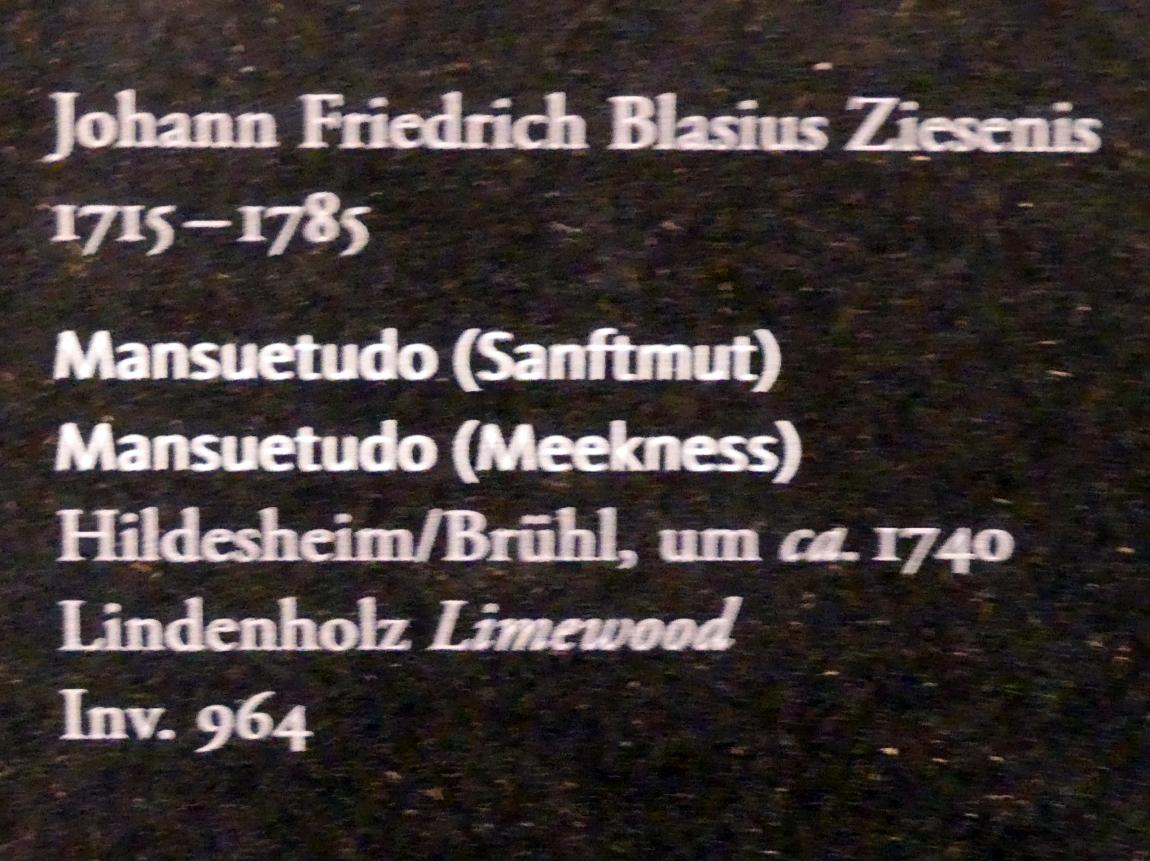 Johann Friedrich Blasius Ziesenis
1715–1785
Mansuetudo (Sanftmut)
Mansuetudo (Meekness)
Hildesheim/Brühl, um ca. 1740
Lindenholz Limewood
Inv. 964